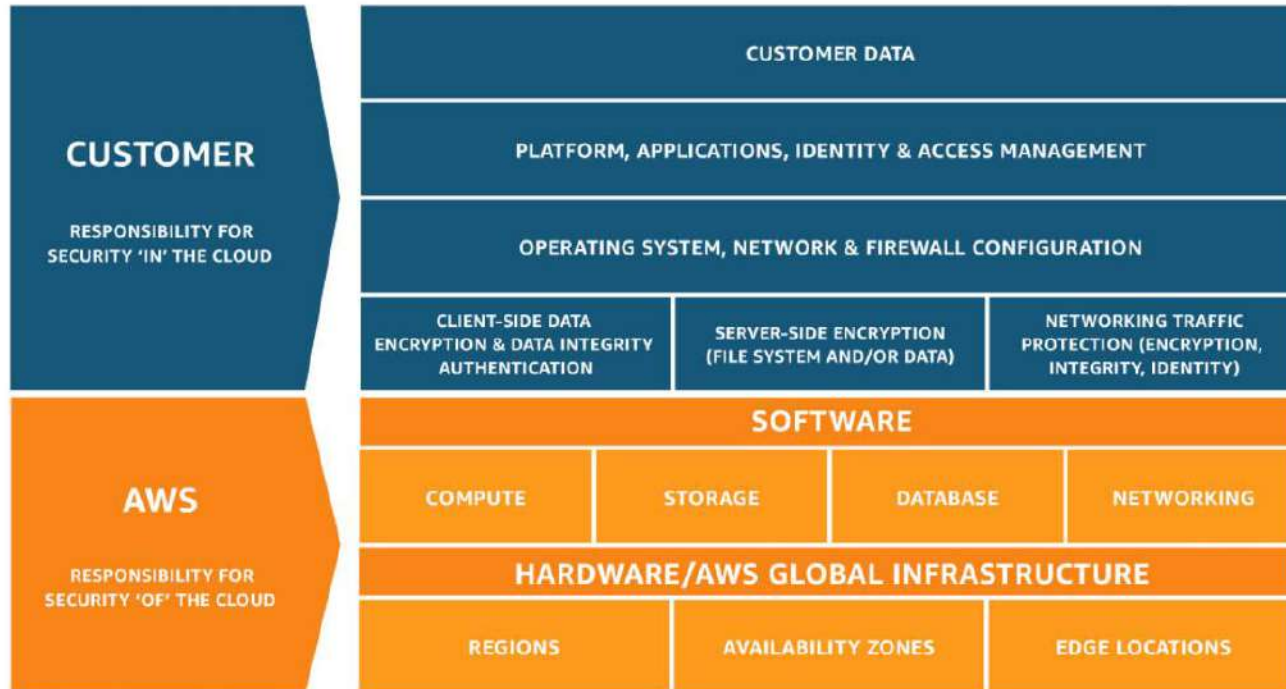 CUSTOMER
RESPONSIBILITY FOR
SECURITY ‘IN’ THE CLOUD
CUSTOMER DATA
PLATFORM, APPLICATIONS, IDENTITY & ACCESS MANAGEMENT
OPERATING SYSTEM, NETWORK & FIREWALL CONFIGURATION
CLIENT-SIDE DATA
ENCRYPTION & DATA INTEGRITY
AUTHENTICATION
SERVER-SIDE ENCRYPTION
(FILE SYSTEM AND/OR DATA)
NETWORKING TRAFFIC
PROTECTION (ENCRYPTION,
INTEGRITY, IDENTITY)
AWS
RESPONSIBILITY FOR
SECURITY ‘OF’ THE CLOUD
SOFTWARE
COMPUTE
STORAGE
DATABASE
NETWORKING
HARDWARE/AWS GLOBAL INFRASTRUCTURE
REGIONS
AVAILABILITY ZONES
EDGE LOCATIONS